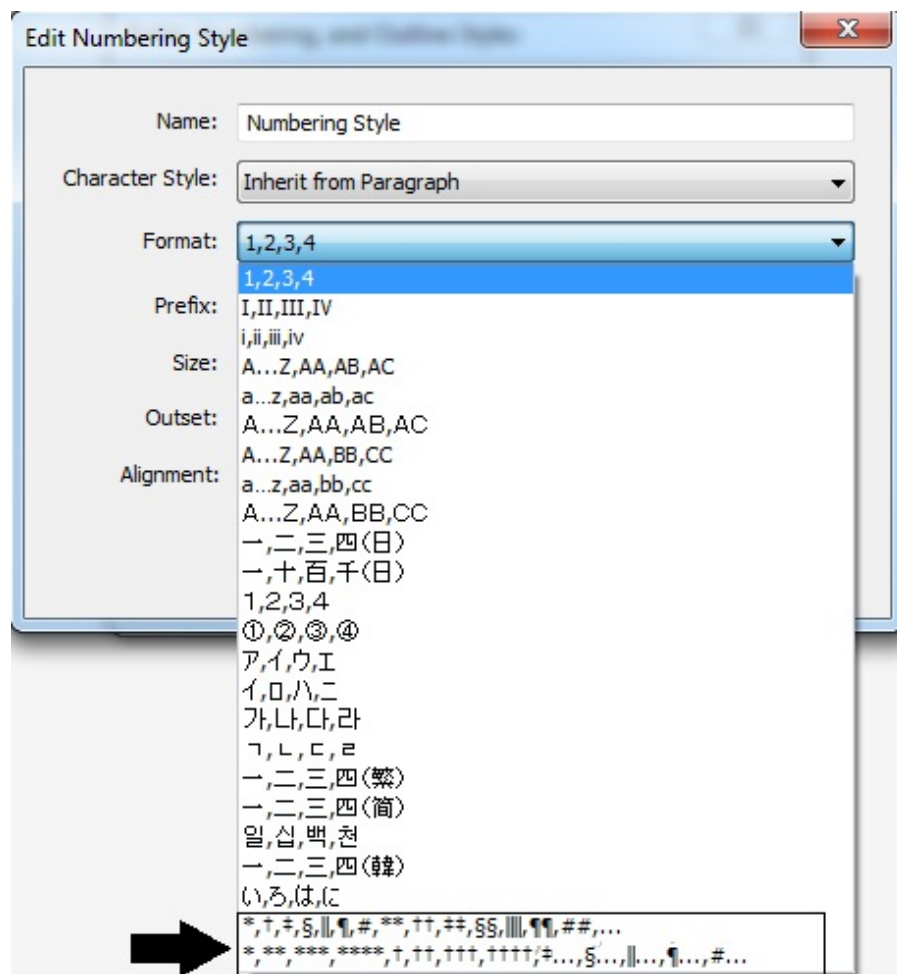 Edit Numbering Style
Name: Numbering Style
Character Style: Inherit from Paragraph
Format: 1,2,3,4
1,2,3,4
Prefix: I,II,III,IV
i,ii,iii,iv
Size: A...Z,AA,AB,AC
a...z,aa,ab,ac
Outset: A...Z,AA,AB,AC
A...Z,AA,BB,CC
Alignment: a...z,aa,bb,cc
A...Z,AA,BB,CC
一,二,三,四(日)
一,十,百,千(日)
1,2,3,4
①,②,③,④
ア,イ,ウ,エ
イ,ロ,ハ,ニ
가,나,다,라
ㄱ,ㄴ,ㄷ,ㄹ
一,二,三,四(繁)
一,二,三,四(简)
일,십,백,천
一,二,三,四(韓)
い,ろ,は,に
*,†,‡,§,‖,¶,#,**,††,‡‡,§§,‖‖,¶¶,##,...
*,**,***,****,†,††,†††,††††,‡...,§...,‖...,¶...,#...